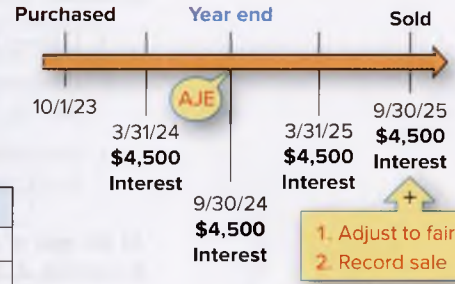 Purchased
Year end
Sold
AJE
10/1/23
3/31/24
$4,500
Interest
9/30/24
$4,500
Interest
3/31/25
$4,500
Interest
9/30/25
$4,500
Interest
+
1. Adjust to fair
2. Record sale